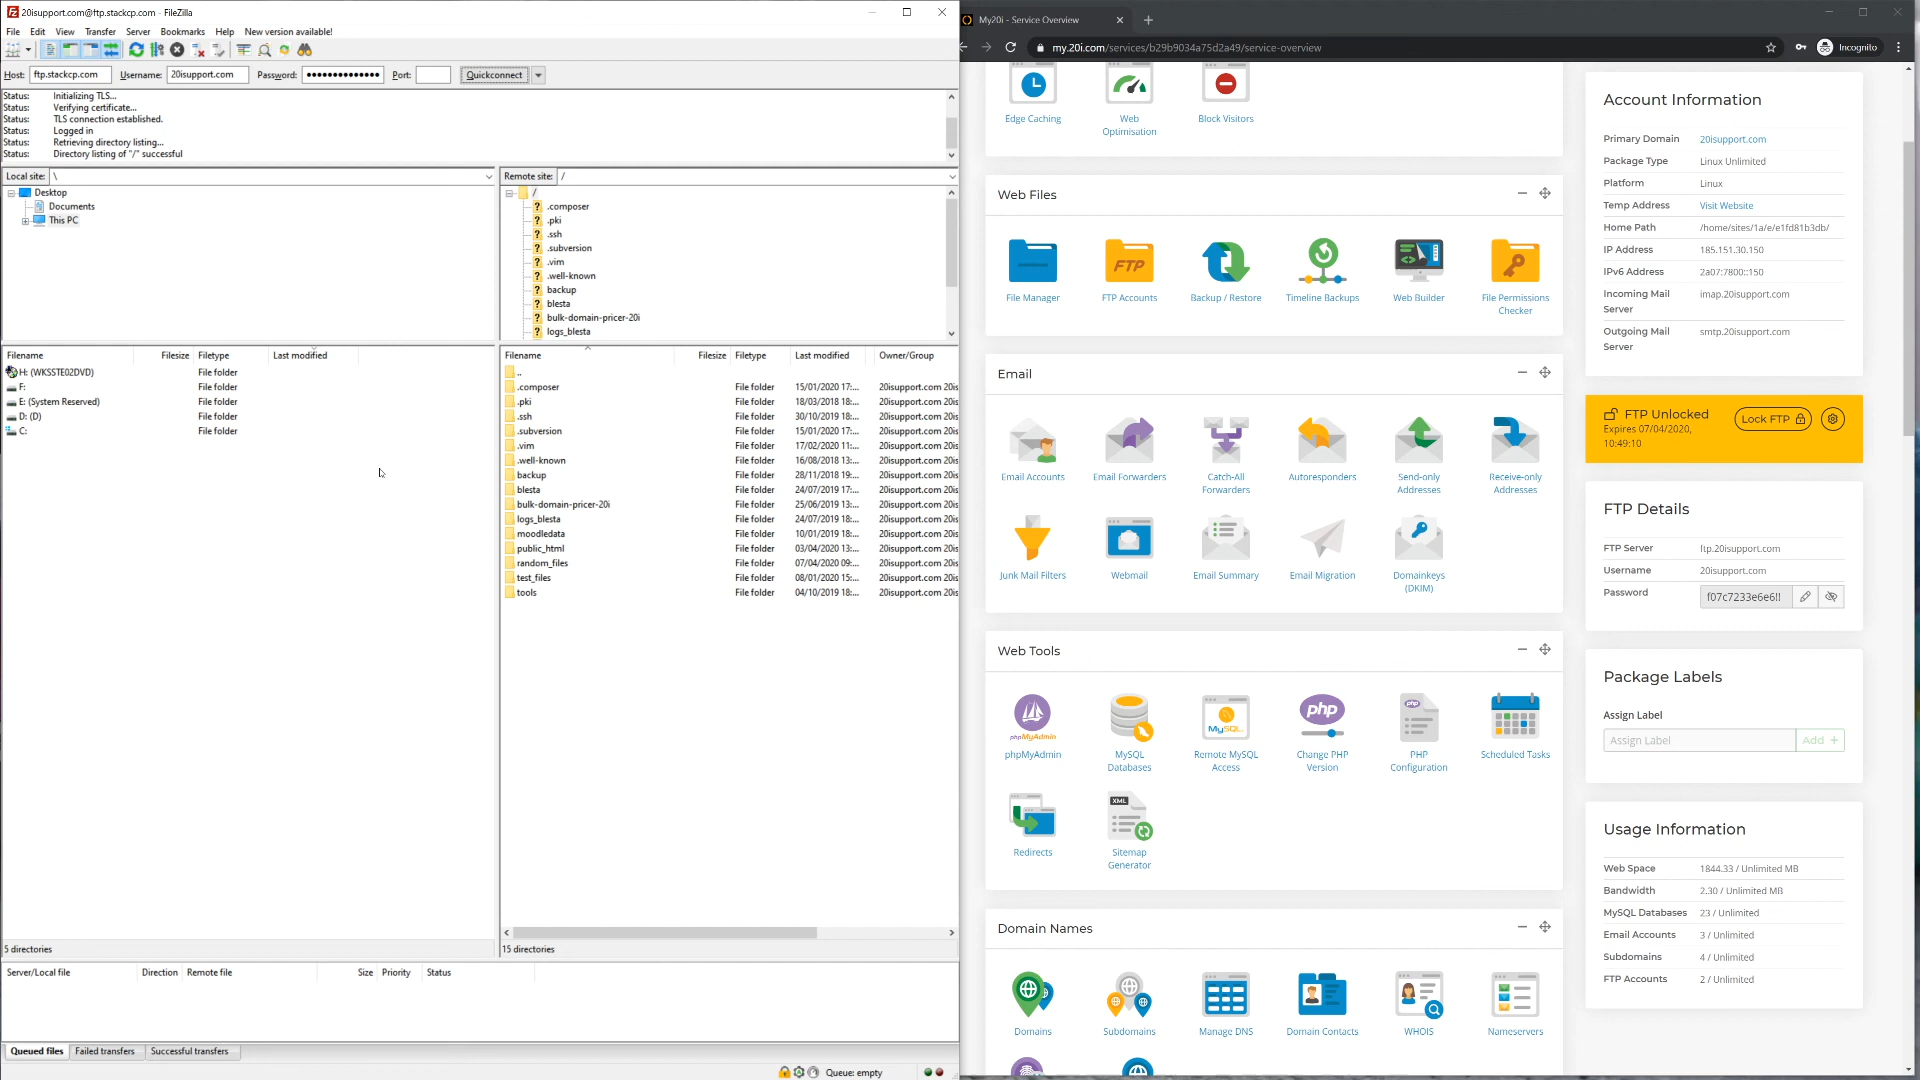 20isupport.com@ftp.stackcp.com - FileZilla
File Edit View Transfer Server Bookmarks Help New version available!
Host: ftp.stackcp.com Username: 20isupport.com Password: ●●●●●●●●●●●●●●● Port: Quickconnect
Status: Initializing TLS...
Status: Verifying certificate...
Status: TLS connection established.
Status: Logged in
Status: Retrieving directory listing...
Status: Directory listing of "/" successful
Local site: \
Desktop
Documents
This PC
Remote site: /
/
.composer
.pki
.ssh
.subversion
.vim
.well-known
backup
blesta
bulk-domain-pricer-20i
logs_blesta
Filename Filesize Filetype Last modified
H: (WKSSTE02DVD) File folder
F: File folder
E: (System Reserved) File folder
D: (D) File folder
C: File folder
5 directories
Filename Filesize Filetype Last modified Owner/Group
..
.composer File folder 15/01/2020 17:... 20isupport.com 20is
.pki File folder 18/03/2018 18:... 20isupport.com 20is
.ssh File folder 30/10/2019 18:... 20isupport.com 20is
.subversion File folder 15/01/2020 17:... 20isupport.com 20is
.vim File folder 17/02/2020 11:... 20isupport.com 20is
.well-known File folder 16/08/2018 13:... 20isupport.com 20is
backup File folder 28/11/2018 19:... 20isupport.com 20is
blesta File folder 24/07/2019 17:... 20isupport.com 20is
bulk-domain-pricer-20i File folder 25/06/2019 13:... 20isupport.com 20is
logs_blesta File folder 24/07/2019 18:... 20isupport.com 20is
moodledata File folder 10/01/2019 18:... 20isupport.com 20is
public_html File folder 03/04/2020 13:... 20isupport.com 20is
random_files File folder 07/04/2020 09:... 20isupport.com 20is
test_files File folder 08/01/2020 15:... 20isupport.com 20is
tools File folder 04/10/2019 18:... 20isupport.com 20is
15 directories
Server/Local file Direction Remote file Size Priority Status
Queued files Failed transfers Successful transfers
Queue: empty
My20i - Service Overview
my.20i.com/services/b29b9034a75d2a49/service-overview
Incognito
Edge Caching
Web Optimisation
Block Visitors
Web Files
FTP
File Manager
FTP Accounts
Backup / Restore
Timeline Backups
Web Builder
File Permissions Checker
Email
Email Accounts
Email Forwarders
Catch-All Forwarders
Autoresponders
Send-only Addresses
Receive-only Addresses
Junk Mail Filters
Webmail
Email Summary
Email Migration
Domainkeys (DKIM)
Web Tools
phpMyAdmin
MySQL
php
php
phpMyAdmin
MySQL Databases
Remote MySQL Access
Change PHP Version
PHP Configuration
Scheduled Tasks
XML
Redirects
Sitemap Generator
Domain Names
Domains
Subdomains
Manage DNS
Domain Contacts
WHOIS
Nameservers
Account Information
Primary Domain 20isupport.com
Package Type Linux Unlimited
Platform Linux
Temp Address Visit Website
Home Path /home/sites/1a/e/e1fd81b3db/
IP Address 185.151.30.150
IPv6 Address 2a07:7800::150
Incoming Mail Server imap.20isupport.com
Outgoing Mail Server smtp.20isupport.com
FTP Unlocked
Expires 07/04/2020,
10:49:10
Lock FTP
FTP Details
FTP Server ftp.20isupport.com
Username 20isupport.com
Password f07c7233e6e6!!
Package Labels
Assign Label
Assign Label Add +
Usage Information
Web Space 1844.33 / Unlimited MB
Bandwidth 2.30 / Unlimited MB
MySQL Databases 23 / Unlimited
Email Accounts 3 / Unlimited
Subdomains 4 / Unlimited
FTP Accounts 2 / Unlimited